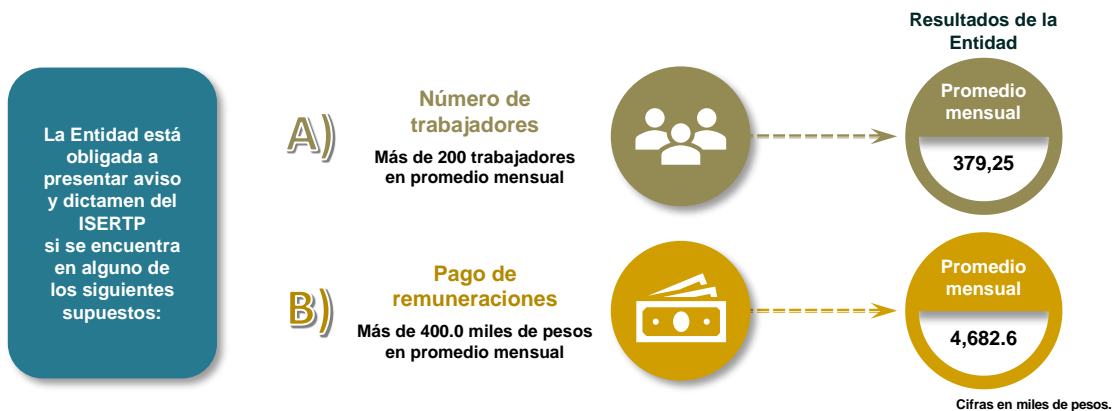 La Entidad está
obligada a
presentar aviso
y dictamen del
ISERTP
si se encuentra
en alguno de
los siguientes
supuestos:
A)
Número de
trabajadores
Más de 200 trabajadores
en promedio mensual
Resultados de la
Entidad
Promedio
mensual
379,25
B)
Pago de
remuneraciones
Más de 400.0 miles de pesos
en promedio mensual
Promedio
mensual
4,682.6
Cifras en miles de pesos.